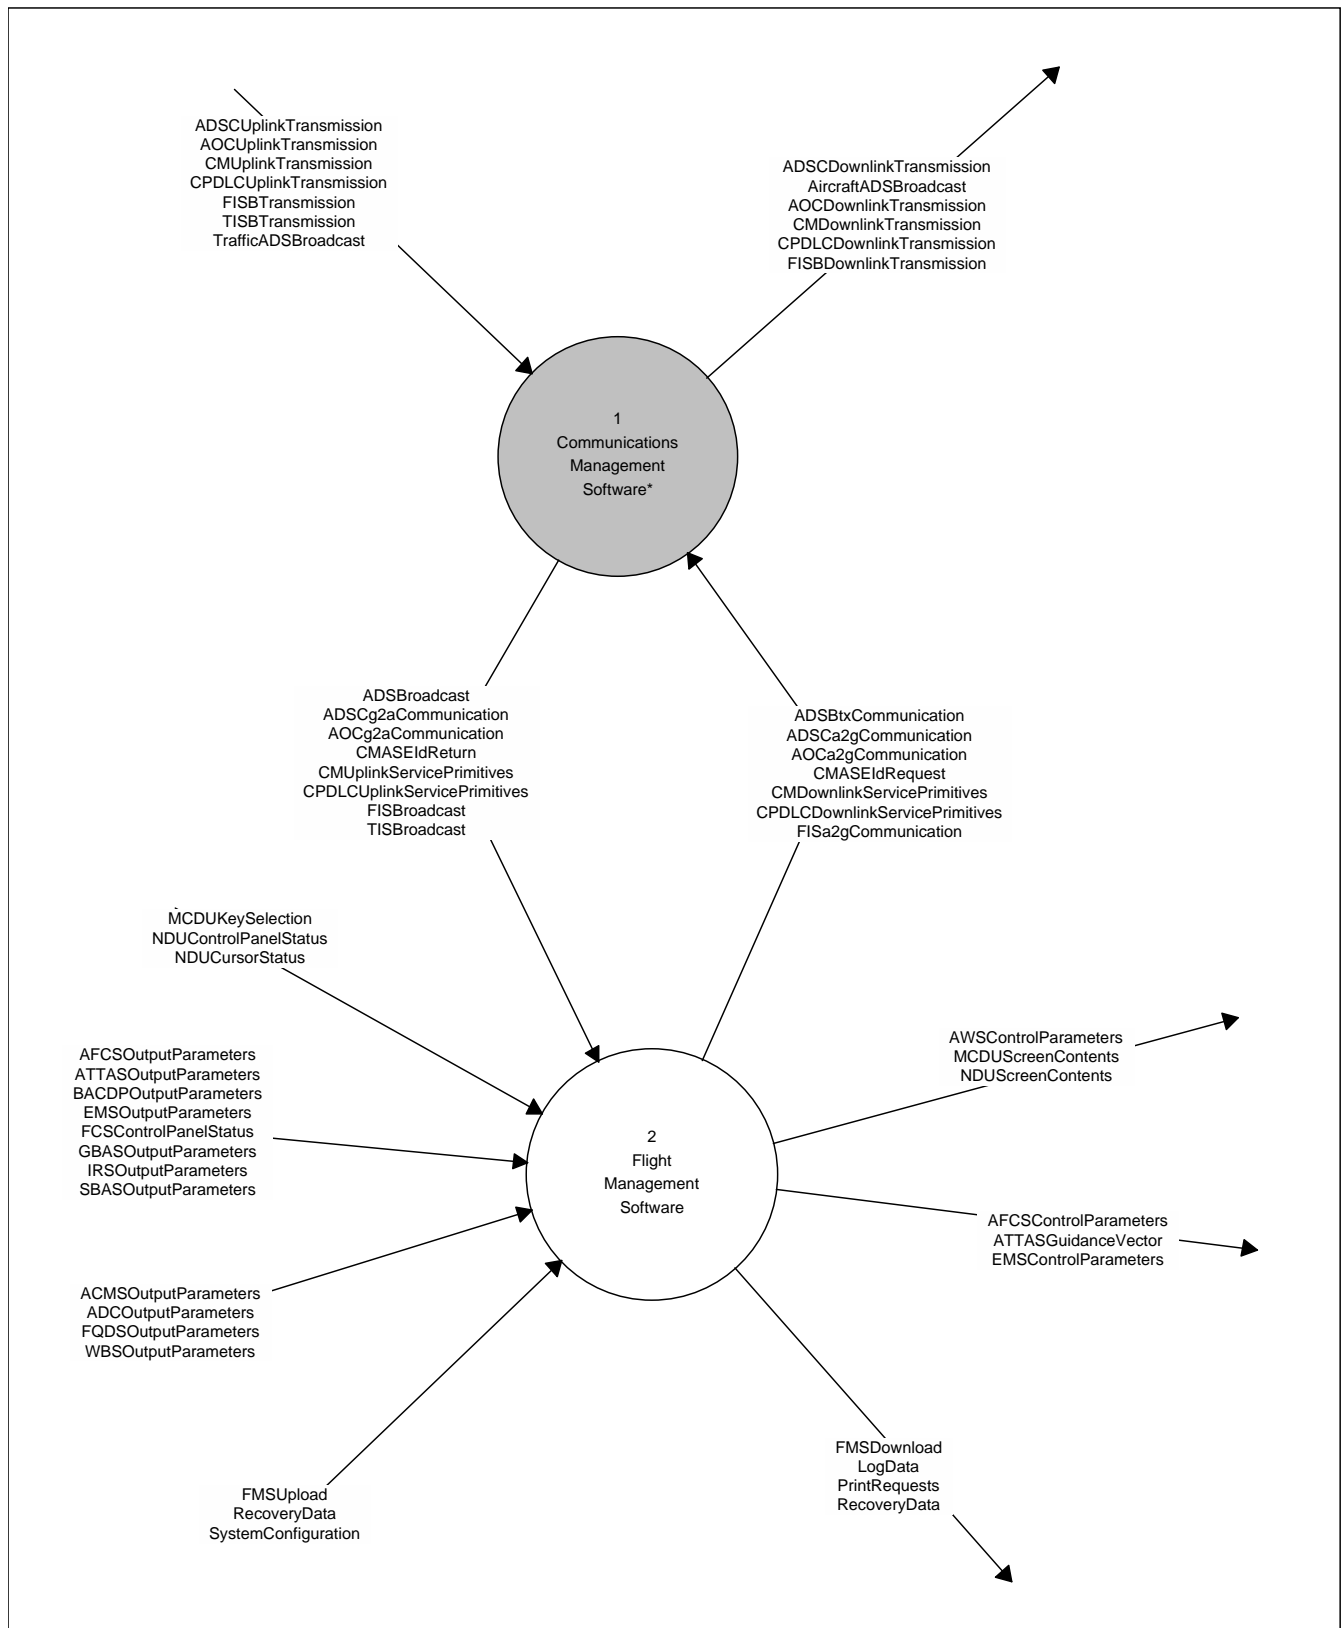 ADSCUplinkTransmission
AOCUplinkTransmission
CMUplinkTransmission
CPDLCUplinkTransmission
FISBTransmission
TISBTransmission
TrafficADSBroadcast
ADSCDownlinkTransmission
AircraftADSBroadcast
AOCDownlinkTransmission
CMDownlinkTransmission
CPDLCDownlinkTransmission
FISBDownlinkTransmission
1
Communications
Management
Software*
ADSBroadcast
ADSCg2aCommunication
AOCg2aCommunication
CMASEIdReturn
CMUplinkServicePrimitives
CPDLCUplinkServicePrimitives
FISBroadcast
TISBroadcast
ADSBtxCommunication
ADSCa2gCommunication
AOCa2gCommunication
CMASEIdRequest
CMDownlinkServicePrimitives
CPDLCDownlinkServicePrimitives
FISa2gCommunication
MCDUKeySelection
NDUControlPanelStatus
NDUCursorStatus
AFCSOutputParameters
ATTASOutputParameters
BACDPOutputParameters
EMSOutputParameters
FCSControlPanelStatus
GBASOutputParameters
IRSOutputParameters
SBASOutputParameters
2
Flight
Management
Software
AWSControlParameters
MCDUScreenContents
NDUScreenContents
AFCSControlParameters
ATTASGuidanceVector
EMSControlParameters
ACMSOutputParameters
ADCOutputParameters
FQDSOutputParameters
WBSOutputParameters
FMSUpload
RecoveryData
SystemConfiguration
FMSDownload
LogData
PrintRequests
RecoveryData